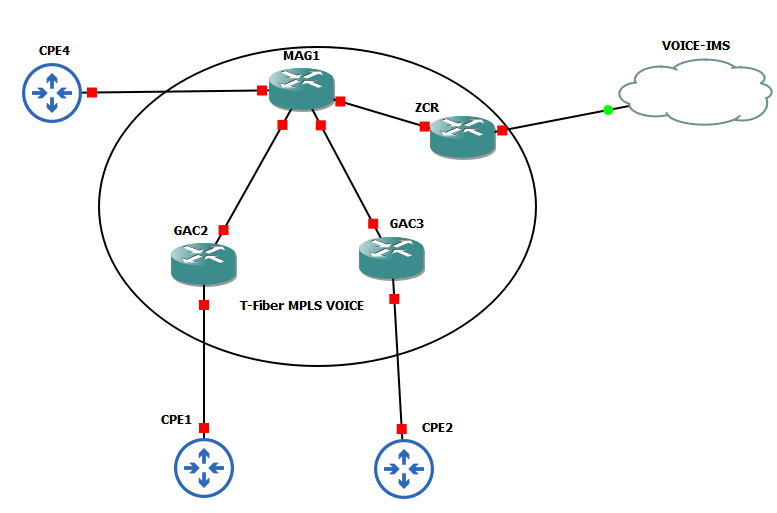 CPE4
MAG1
VOICE-IMS
ZCR
GAC2
GAC3
T-Fiber MPLS VOICE
CPE1
CPE2